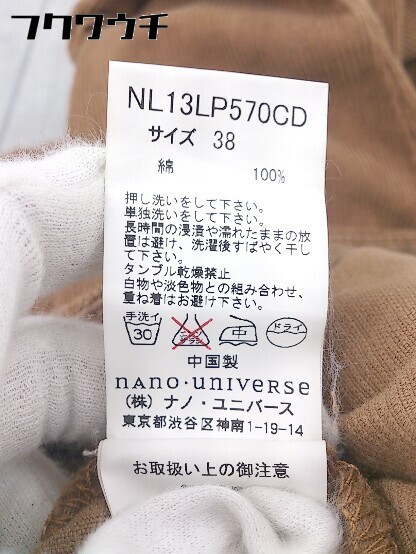 フクウウチ
NL13LP570CD
サイズ 38
綿 100%
押し洗いをして下さい。
単独洗いをして下さい。
長時間の浸漬や濡れたままの放
置は避け、洗濯後すばやく干し
て下さい。
タンブル乾燥禁止
白物や淡色物との組み合わせ、
重ね着はお避け下さい。
手洗イ
30
中
ドライ
中国製
nano・universe
(株) ナノ・ユニバース
東京都渋谷区神南1-19-14
お取扱い上の御注意